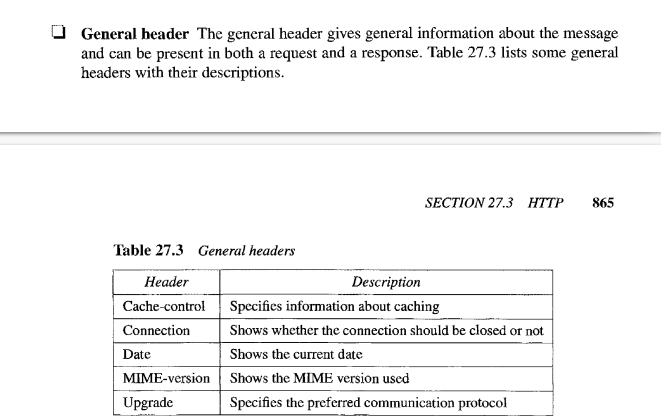 ❑ General header The general header gives general information about the message
and can be present in both a request and a response. Table 27.3 lists some general
headers with their descriptions.
SECTION 27.3 HTTP 865
Table 27.3 General headers
Header Description
Cache-control Specifies information about caching
Connection Shows whether the connection should be closed or not
Date Shows the current date
MIME-version Shows the MIME version used
Upgrade Specifies the preferred communication protocol